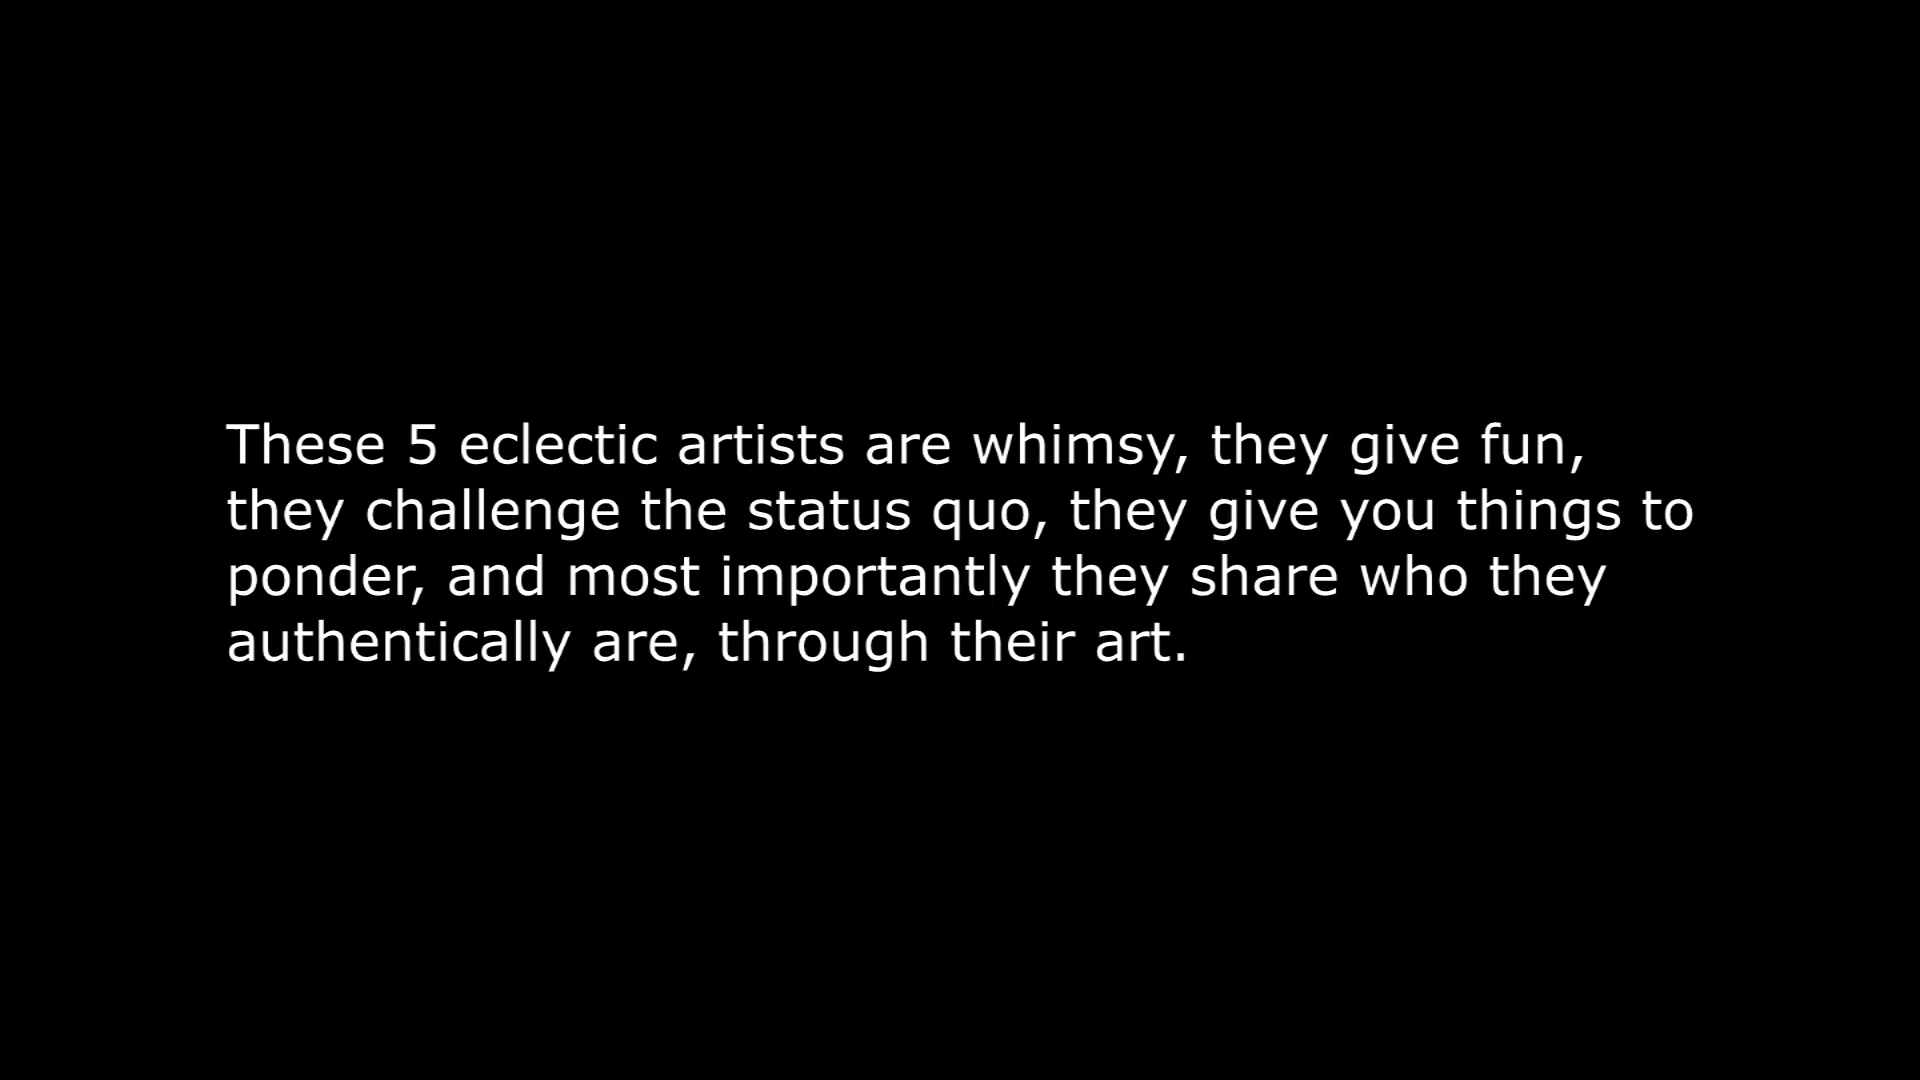 These 5 eclectic artists are whimsy, they give fun,
they challenge the status quo, they give you things to
ponder, and most importantly they share who they
authentically are, through their art.